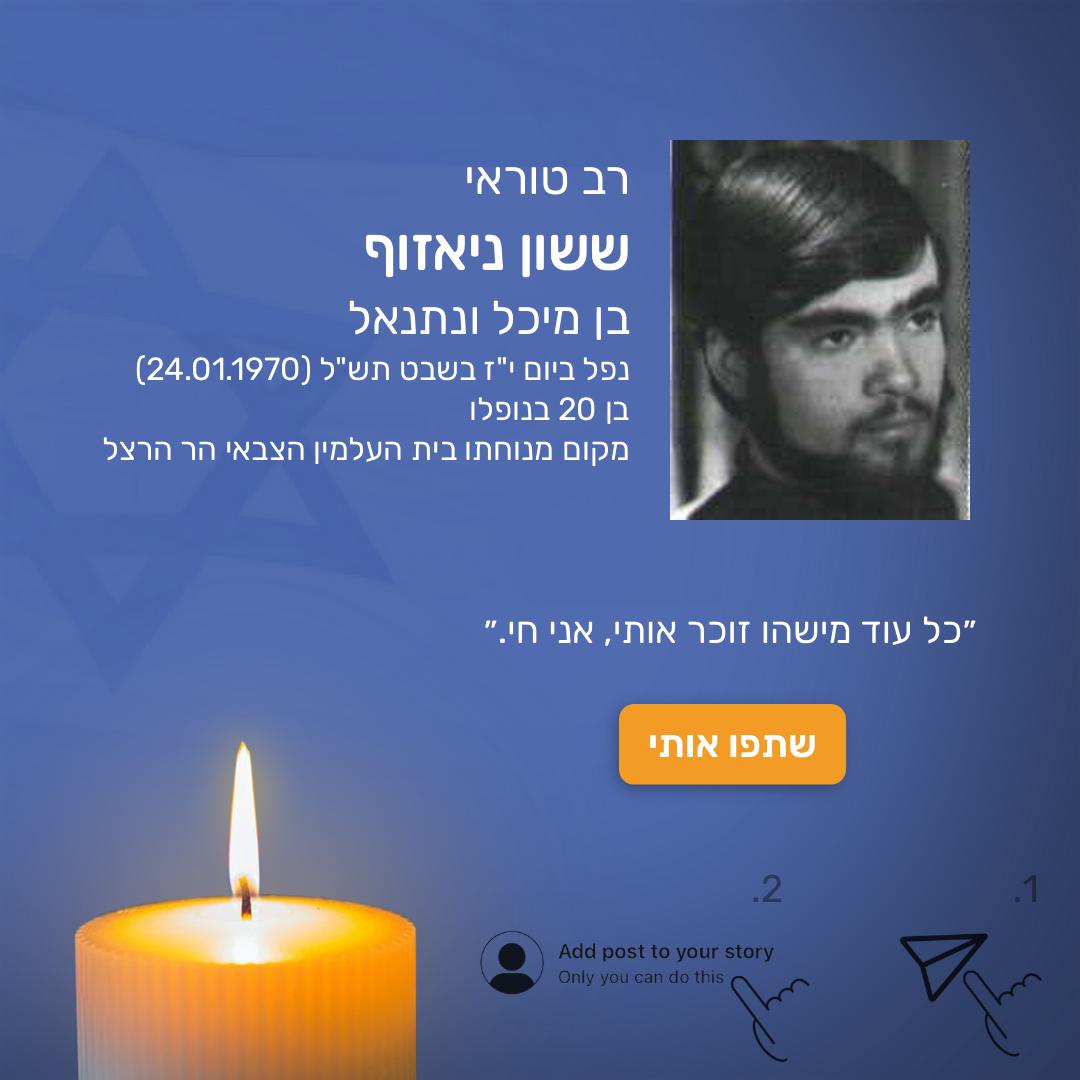 רב טוראי
ששון ניאזוף
בן מיכל ונתנאל
נפל ביום י"ז בשבט תש"ל (24.01.1970)
בן 20 בנופלו
מקום מנוחתו בית העלמין הצבאי הר הרצל
״כל עוד מישהו זוכר אותי, אני חי.״
שתפו אותי
.1
.2
Add post to your story
Only you can do this